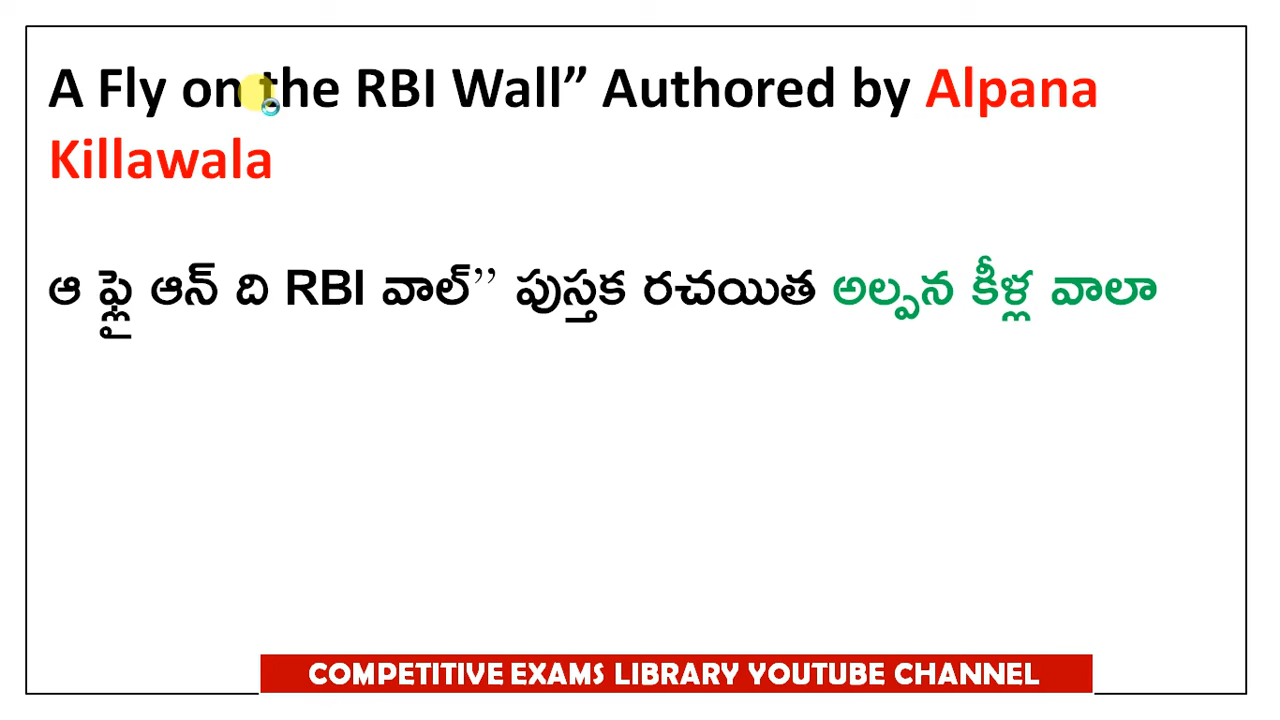 A Fly on the RBI Wall” Authored by Alpana
Killawala
ఆ ఫ్లై ఆన్ ది RBI వాల్” పుస్తక రచయిత అల్పన కీళ్ల వాలా
COMPETITIVE EXAMS LIBRARY YOUTUBE CHANNEL